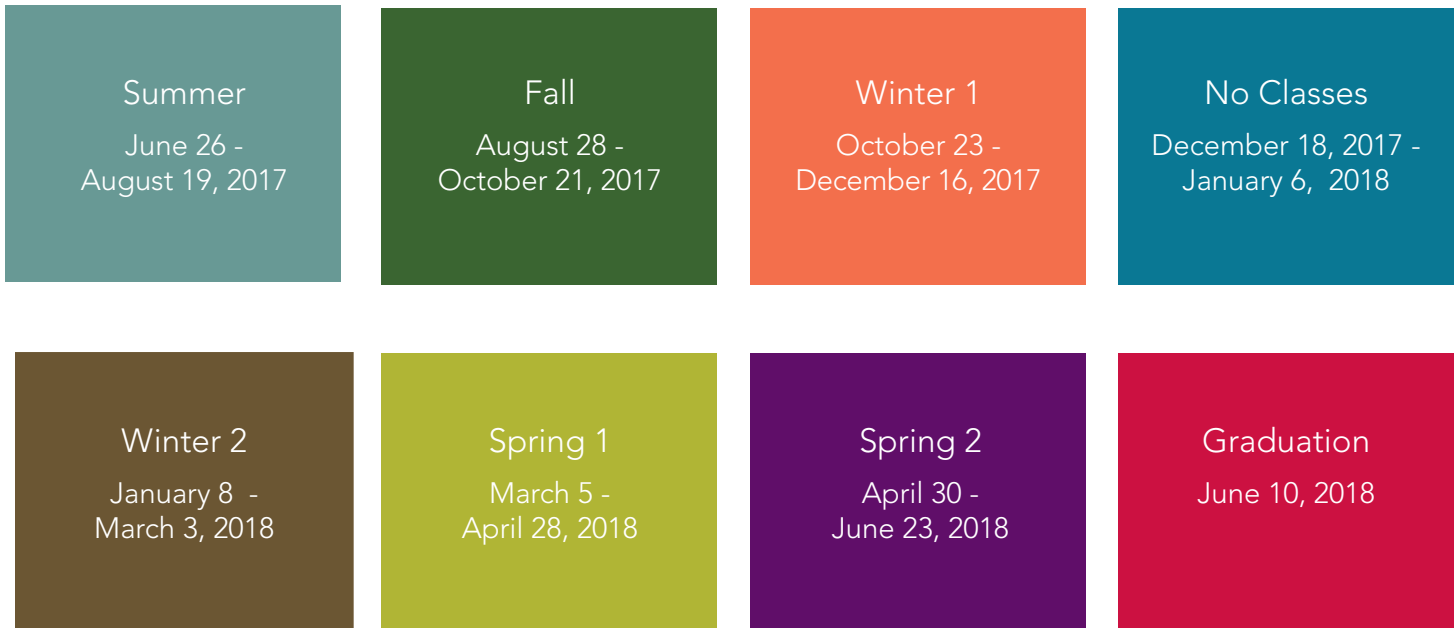 Summer
June 26 -
August 19, 2017
Fall
August 28 -
October 21, 2017
Winter 1
October 23 -
December 16, 2017
No Classes
December 18, 2017 -
January 6,  2018
Winter 2
January 8  -
March 3, 2018
Spring 1
March 5 -
April 28, 2018
Spring 2
April 30 -
June 23, 2018
Graduation
June 10, 2018